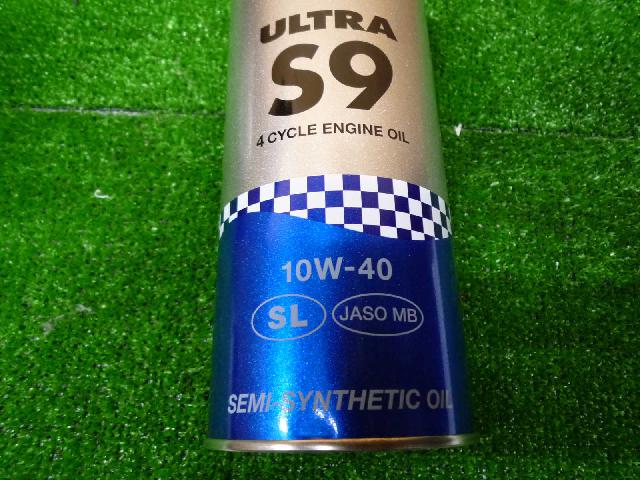 ULTRA
S9
4 CYCLE ENGINE OIL
10W-40
SL JASO MB
SEMI-SYNTHETIC OIL